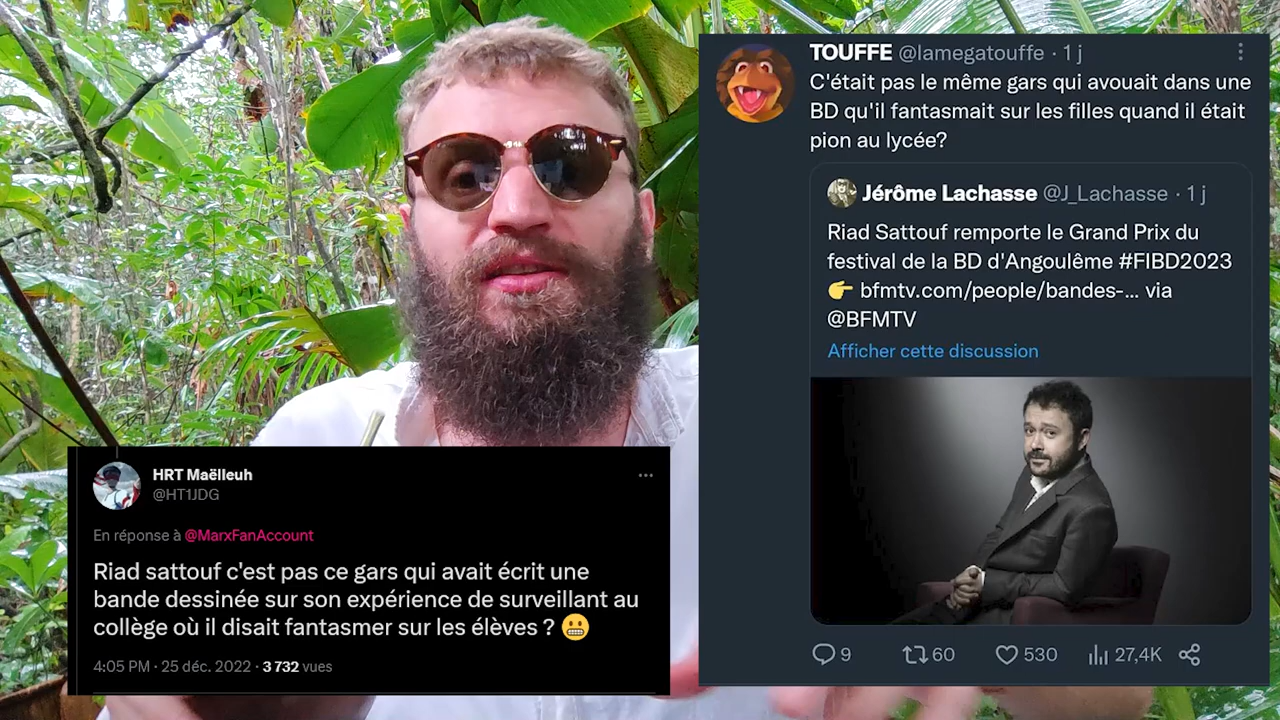 TOUFFE @lamegatouffe · 1 j
C'était pas le même gars qui avouait dans une
BD qu'il fantasmait sur les filles quand il était
pion au lycée?
Jérôme Lachasse @J_Lachasse · 1 j
Riad Sattouf remporte le Grand Prix du
festival de la BD d'Angoulême #FIBD2023
👉 bfmtv.com/people/bandes-... via
@BFMTV
Afficher cette discussion
9 60 530 27,4K
HRT Maëlleuh
@HT1JDG
En réponse à @MarxFanAccount
Riad sattouf c'est pas ce gars qui avait écrit une
bande dessinée sur son expérience de surveillant au
collège où il disait fantasmer sur les élèves ? 😬
4:05 PM · 25 déc. 2022 · 3 732 vues